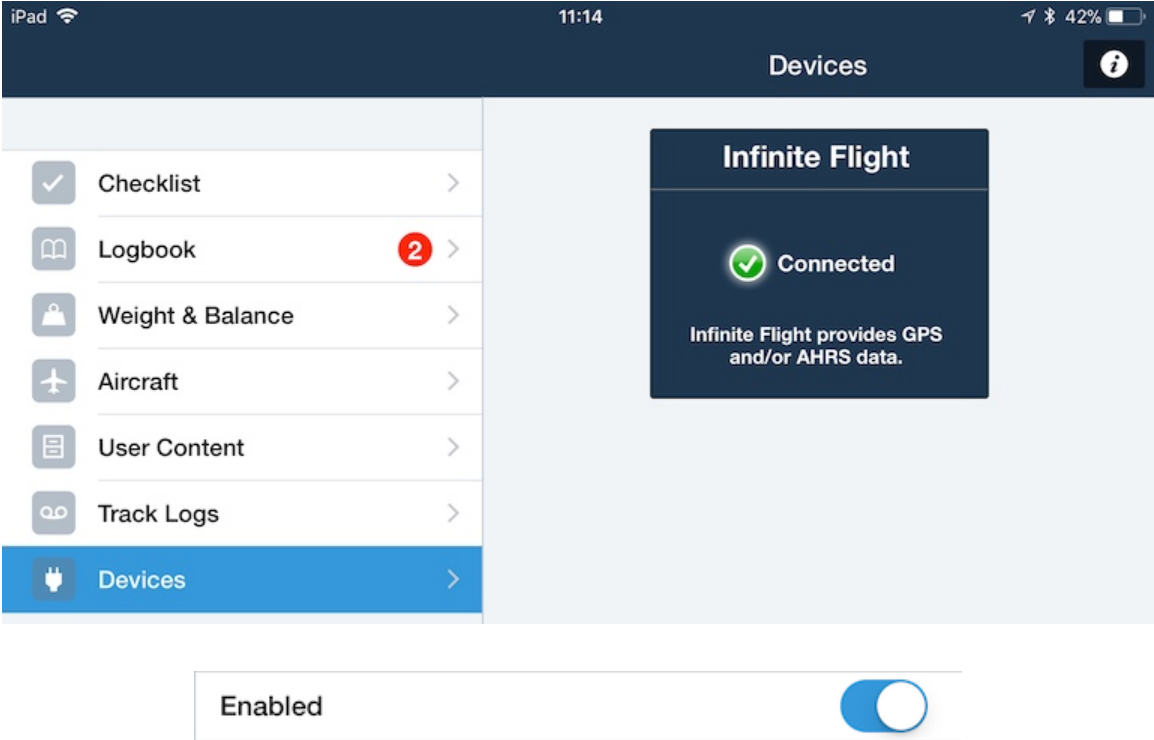 iPad 11:14 42%
Devices
Infinite Flight
Checklist
Logbook 2
Connected
Weight & Balance
Infinite Flight provides GPS
and/or AHRS data.
Aircraft
User Content
Track Logs
Devices
Enabled